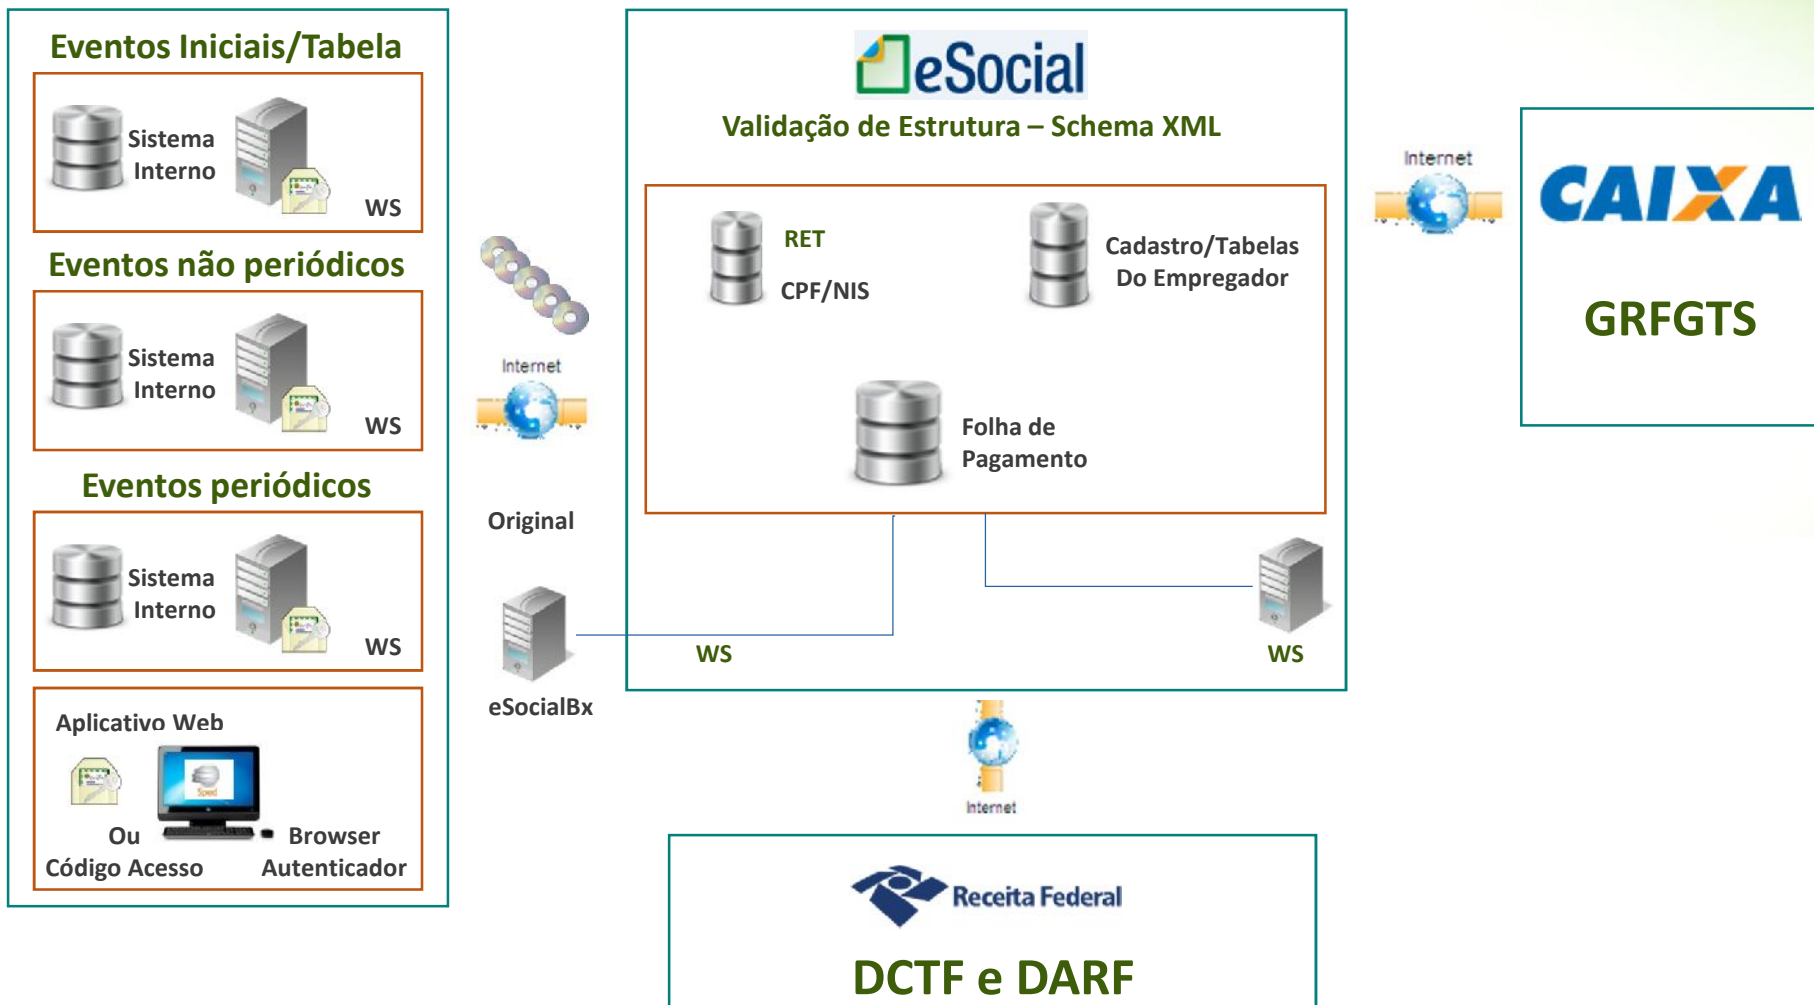 Eventos Iniciais/Tabela
Sistema
Interno
WS
Eventos não periódicos
Sistema
Interno
WS
Eventos periódicos
Sistema
Interno
WS
Aplicativo Web
Sped
Ou
Código Acesso
Browser
Autenticador
Internet
Original
eSocialBx
eSocial
Validação de Estrutura – Schema XML
RET
CPF/NIS
Cadastro/Tabelas
Do Empregador
Folha de
Pagamento
WS
WS
Internet
CAIXA
GRFGTS
Internet
Receita Federal
DCTF e DARF